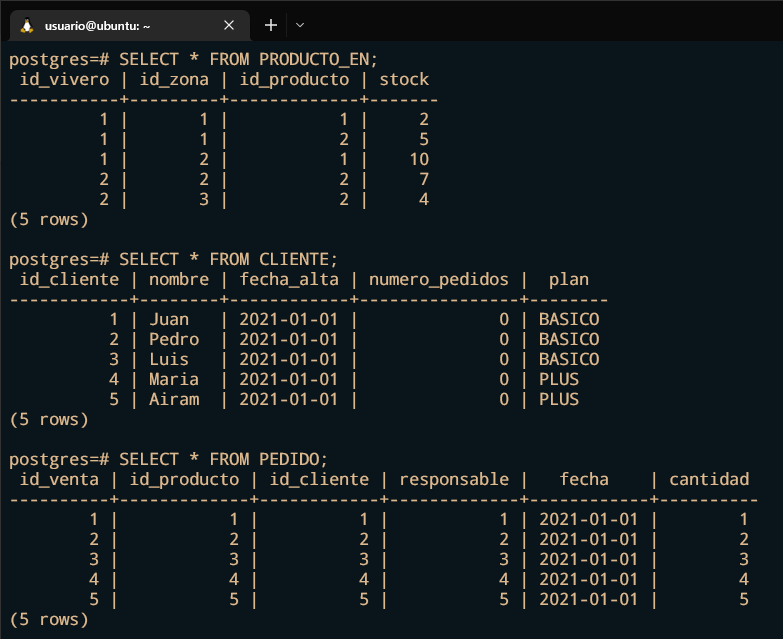 usuario@ubuntu: ~
postgres=# SELECT * FROM PRODUCTO_EN;
 id_vivero | id_zona | id_producto | stock
-----------+---------+-------------+-------
         1 |       1 |           1 |     2
         1 |       1 |           2 |     5
         1 |       2 |           1 |    10
         2 |       2 |           2 |     7
         2 |       3 |           2 |     4
(5 rows)

postgres=# SELECT * FROM CLIENTE;
 id_cliente | nombre | fecha_alta | numero_pedidos |  plan
------------+--------+------------+----------------+--------
          1 | Juan   | 2021-01-01 |              0 | BASICO
          2 | Pedro  | 2021-01-01 |              0 | BASICO
          3 | Luis   | 2021-01-01 |              0 | BASICO
          4 | Maria  | 2021-01-01 |              0 | PLUS
          5 | Airam  | 2021-01-01 |              0 | PLUS
(5 rows)

postgres=# SELECT * FROM PEDIDO;
 id_venta | id_producto | id_cliente | responsable |   fecha    | cantidad
----------+-------------+------------+-------------+------------+----------
        1 |           1 |          1 |           1 | 2021-01-01 |        1
        2 |           2 |          2 |           2 | 2021-01-01 |        2
        3 |           3 |          3 |           3 | 2021-01-01 |        3
        4 |           4 |          4 |           4 | 2021-01-01 |        4
        5 |           5 |          5 |           5 | 2021-01-01 |        5
(5 rows)